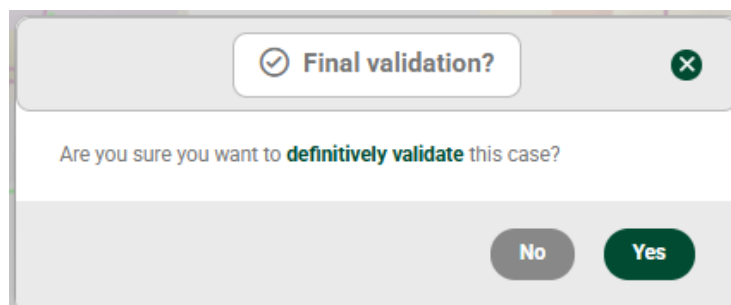 Final validation?
Are you sure you want to definitively validate this case?
No
Yes